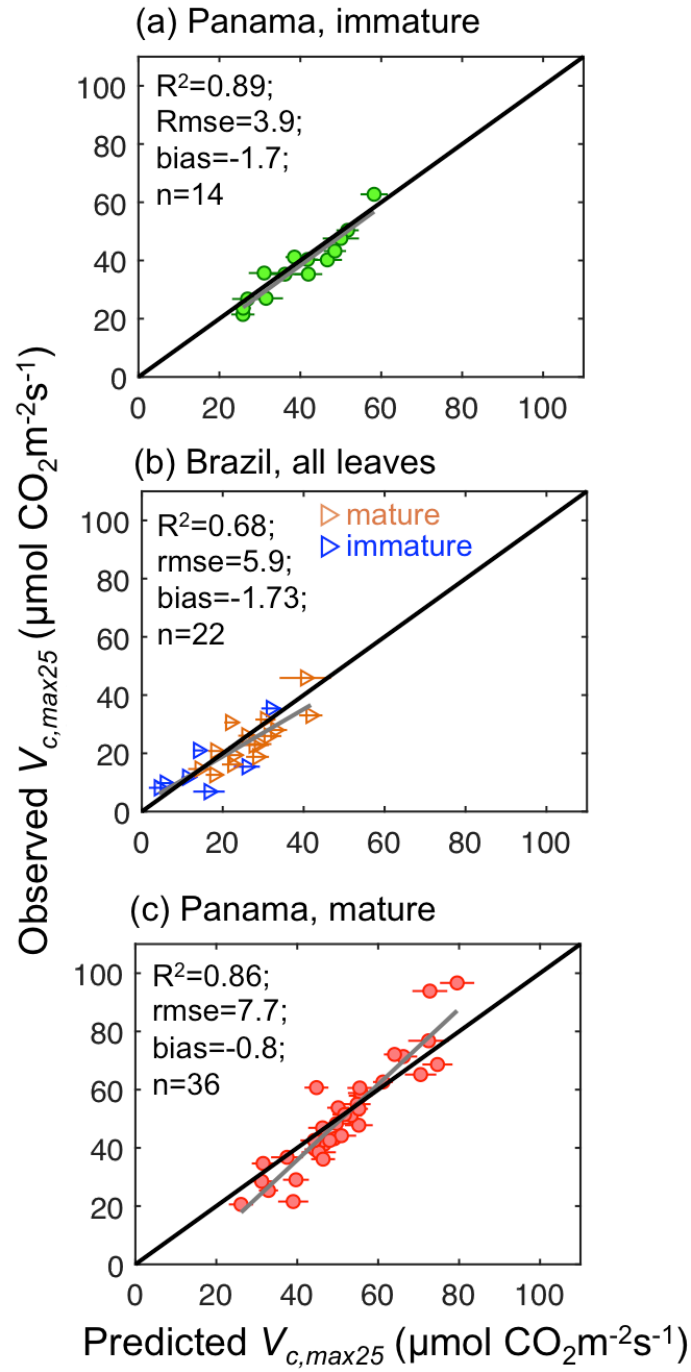 (a) Panama, immature
R²=0.89;
Rmse=3.9;
bias=-1.7;
n=14
100
80
60
40
20
0
0 20 40 60 80 100
(b) Brazil, all leaves
R²=0.68;
rmse=5.9;
bias=-1.73;
n=22
mature
immature
100
80
60
40
20
0
0 20 40 60 80 100
(c) Panama, mature
R²=0.86;
rmse=7.7;
bias=-0.8;
n=36
100
80
60
40
20
0
0 20 40 60 80 100
Observed Vc,max25 (µmol CO₂m⁻²s⁻¹)
Predicted Vc,max25 (µmol CO₂m⁻²s⁻¹)